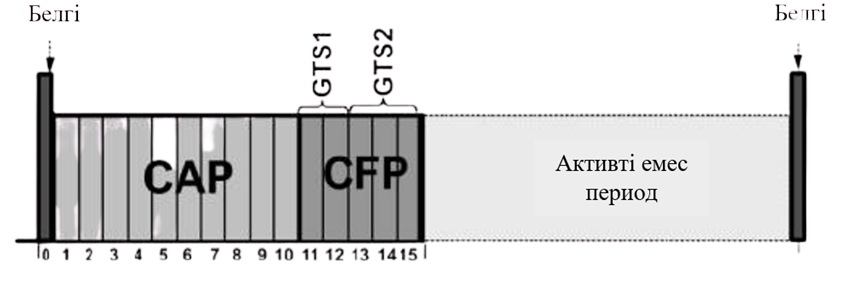 Белгі
Белгі
GTS1
GTS2
CAP
CFP
Активті емес
период
0 1 2 3 4 5 6 7 8 9 10 11 12 13 14 15